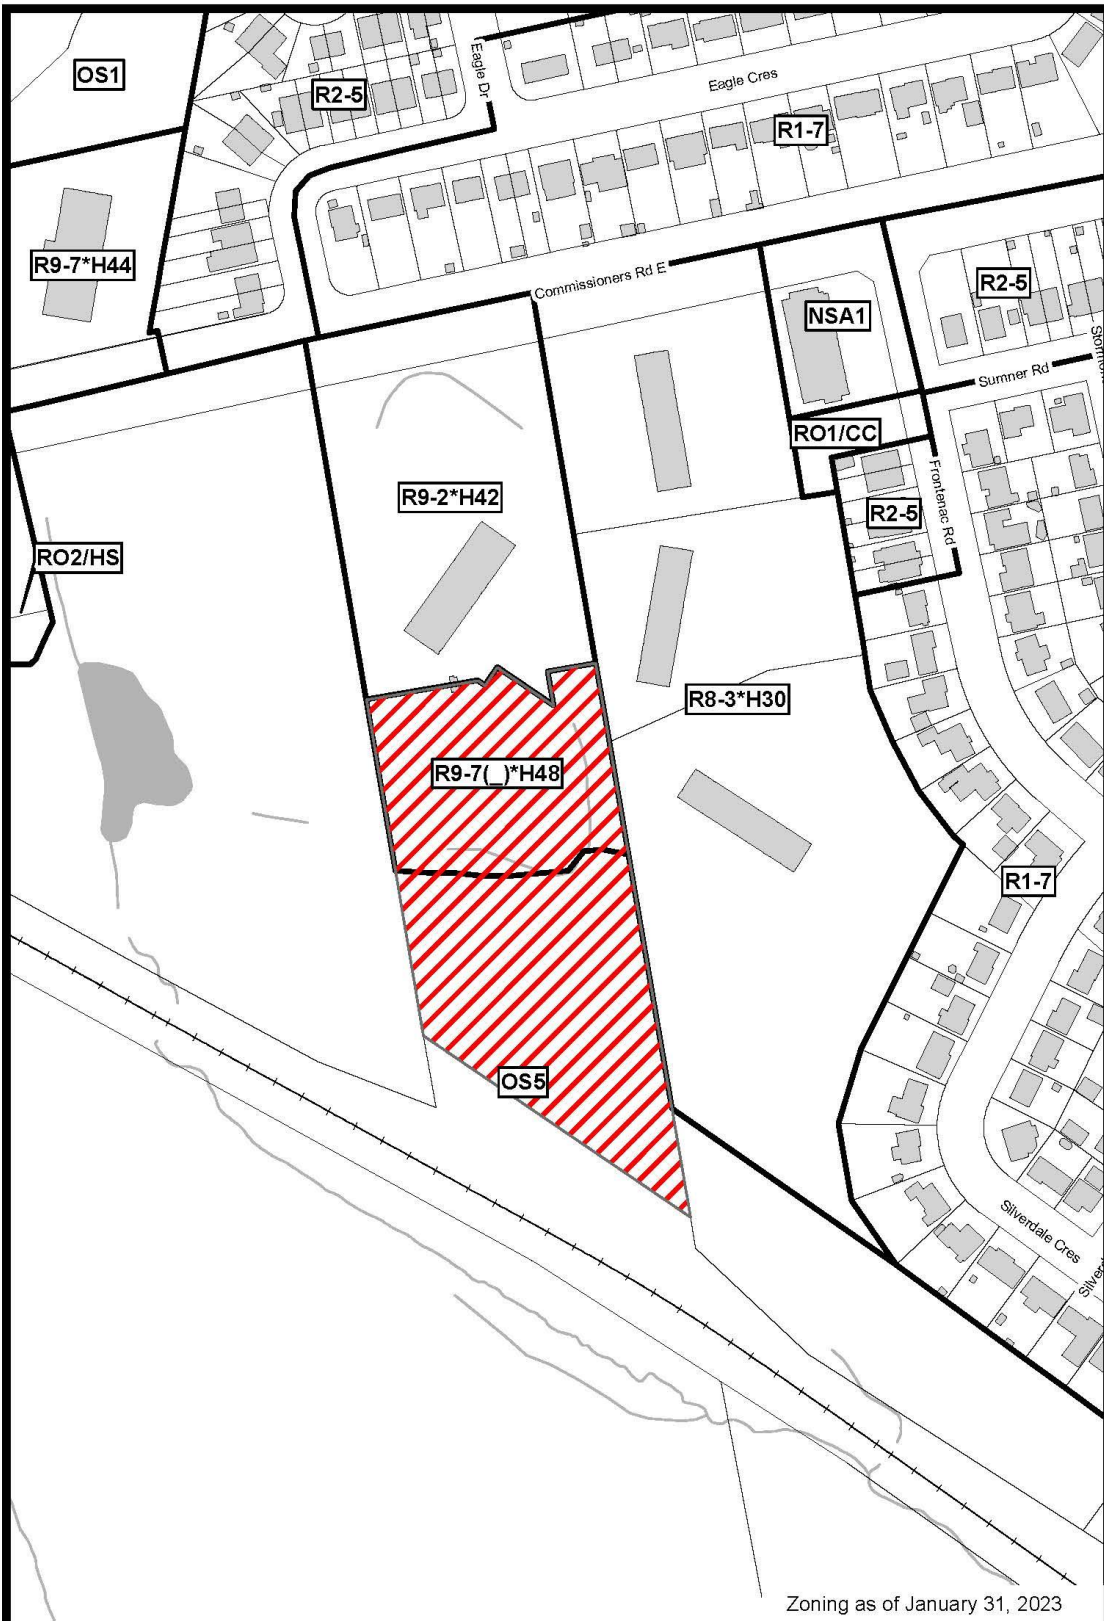 OS1
Eagle Dr
Eagle Cres
R2-5
R1-7
R9-7*H44
Commissioners Rd E
R2-5
NSA1
Sumner Rd
RO1/CC
Frontenac Rd
R9-2*H42
R2-5
RO2/HS
R8-3*H30
R9-7(_)*H48
R1-7
OS5
Silverdale Cres
Zoning as of January 31, 2023